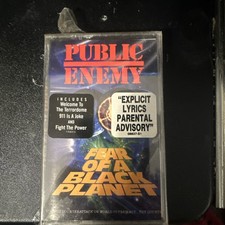 PUBLIC
ENEMY
INCLUDES
Welcome To
The Terrordome
911 Is A Joke
AND
Fight The Power
"EXPLICIT
LYRICS
PARENTAL
ADVISORY"
FEAR
OF A
BLACK
PLANET